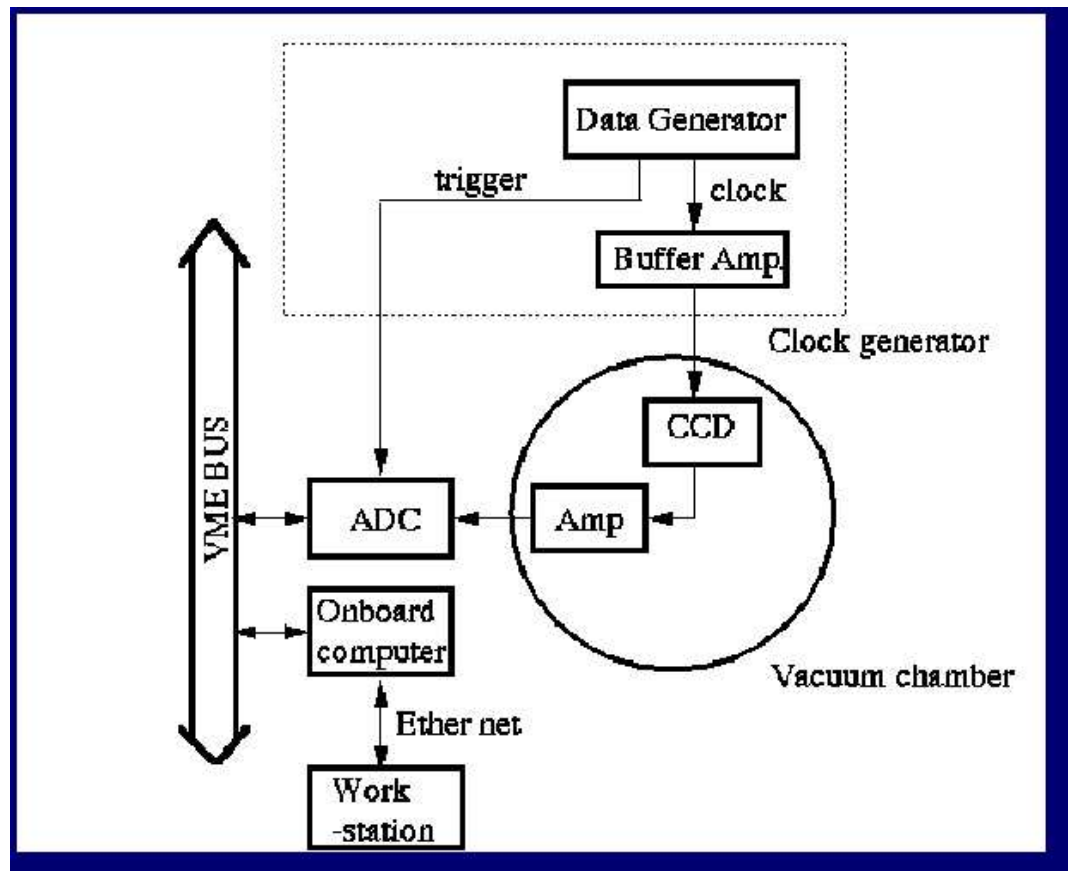 Data Generator
trigger
clock
Buffer Amp.
Clock generator
CCD
VME BUS
ADC
Amp
Onboard
computer
Vacuum chamber
Ether net
Work
-station